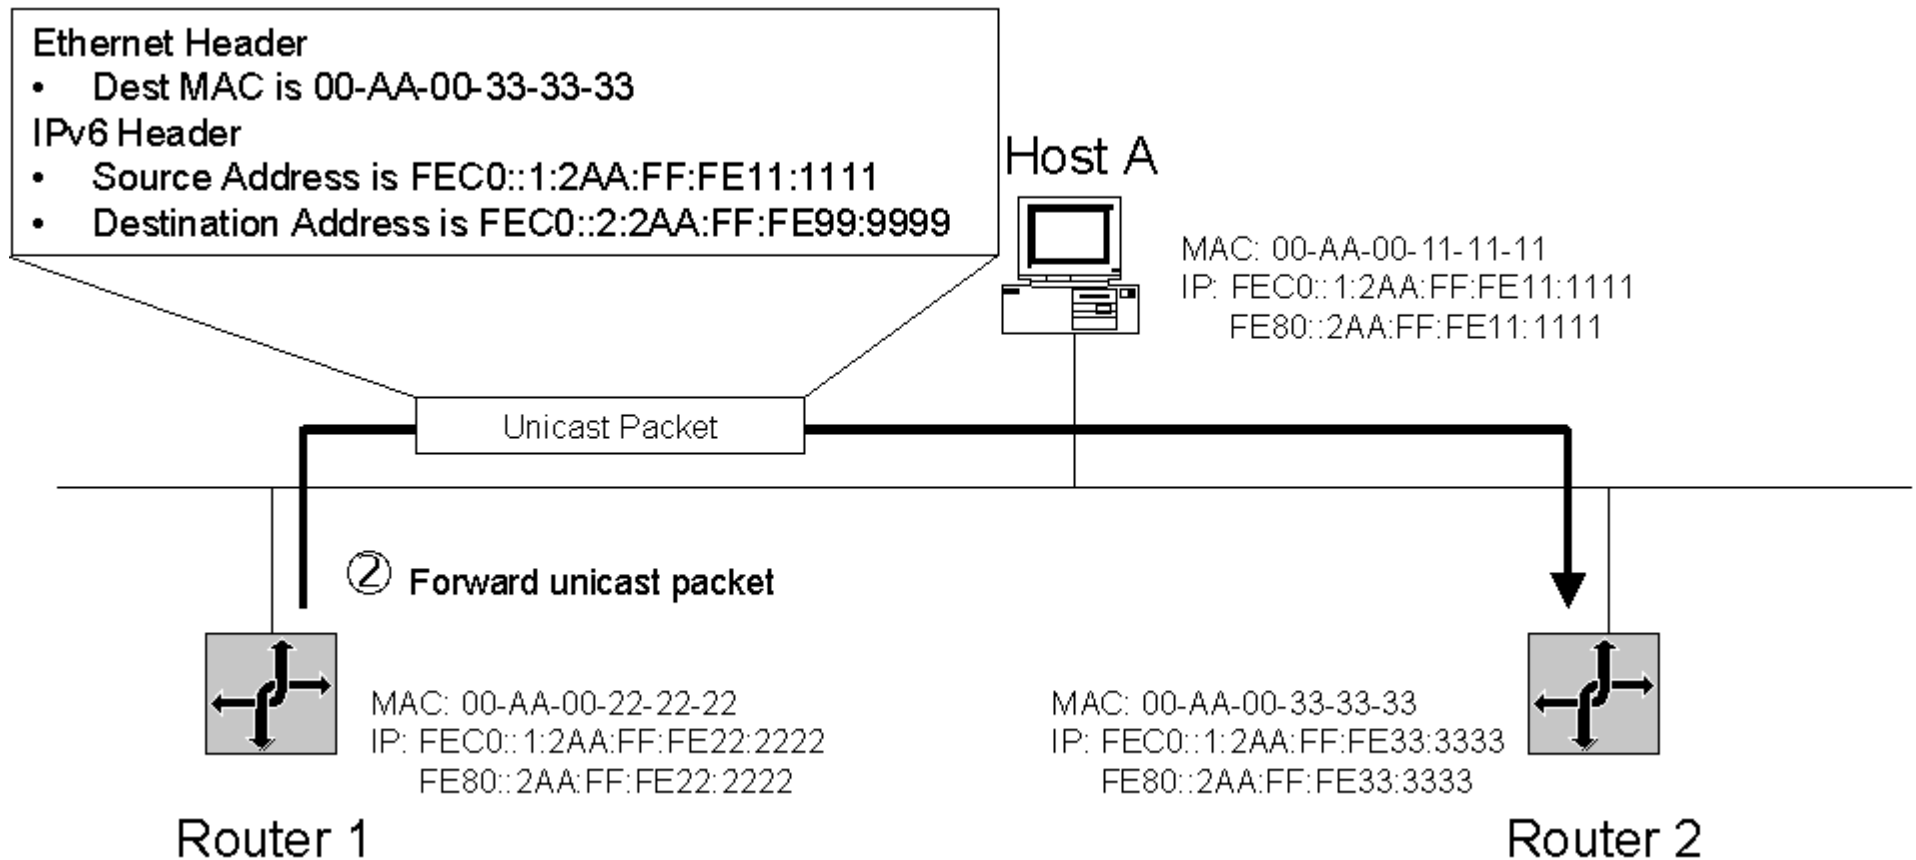 Ethernet Header
• Dest MAC is 00-AA-00-33-33-33
IPv6 Header
• Source Address is FEC0::1:2AA:FF:FE11:1111
• Destination Address is FEC0::2:2AA:FF:FE99:9999
Host A
MAC: 00-AA-00-11-11-11
IP: FEC0::1:2AA:FF:FE11:1111
FE80::2AA:FF:FE11:1111
Unicast Packet
② Forward unicast packet
MAC: 00-AA-00-22-22-22
IP: FEC0::1:2AA:FF:FE22:2222
FE80::2AA:FF:FE22:2222
Router 1
MAC: 00-AA-00-33-33-33
IP: FEC0::1:2AA:FF:FE33:3333
FE80::2AA:FF:FE33:3333
Router 2